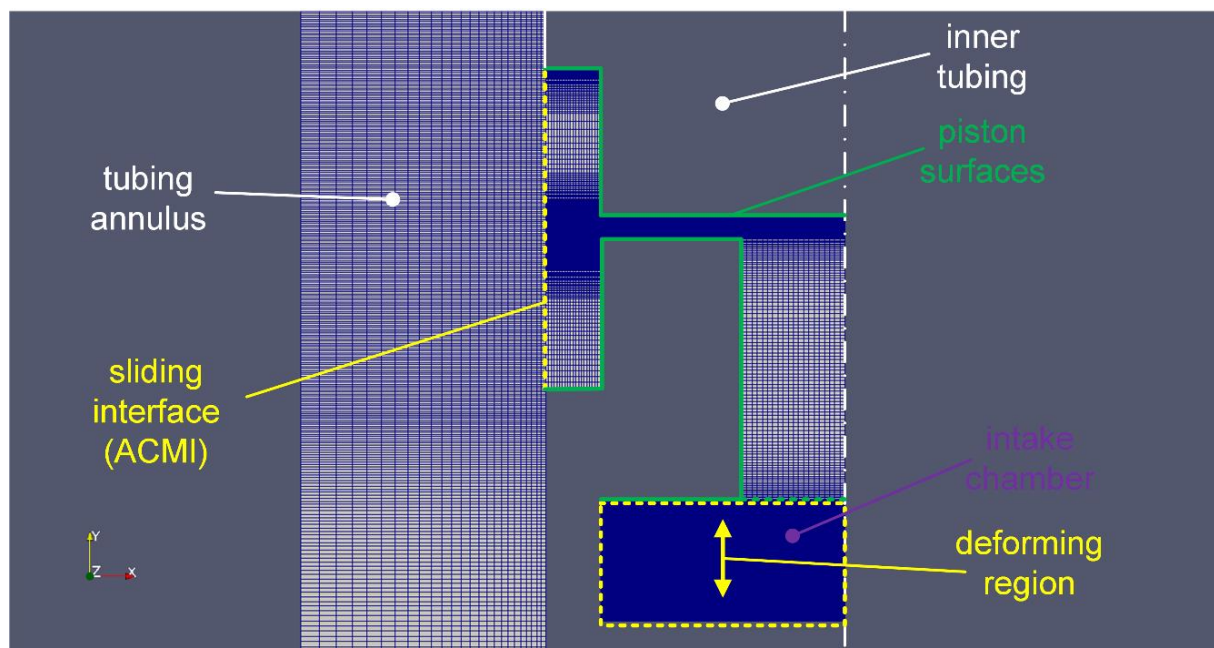 inner
tubing
piston
surfaces
tubing
annulus
sliding
interface
(ACMI)
intake
chamber
deforming
region
Y
Z X